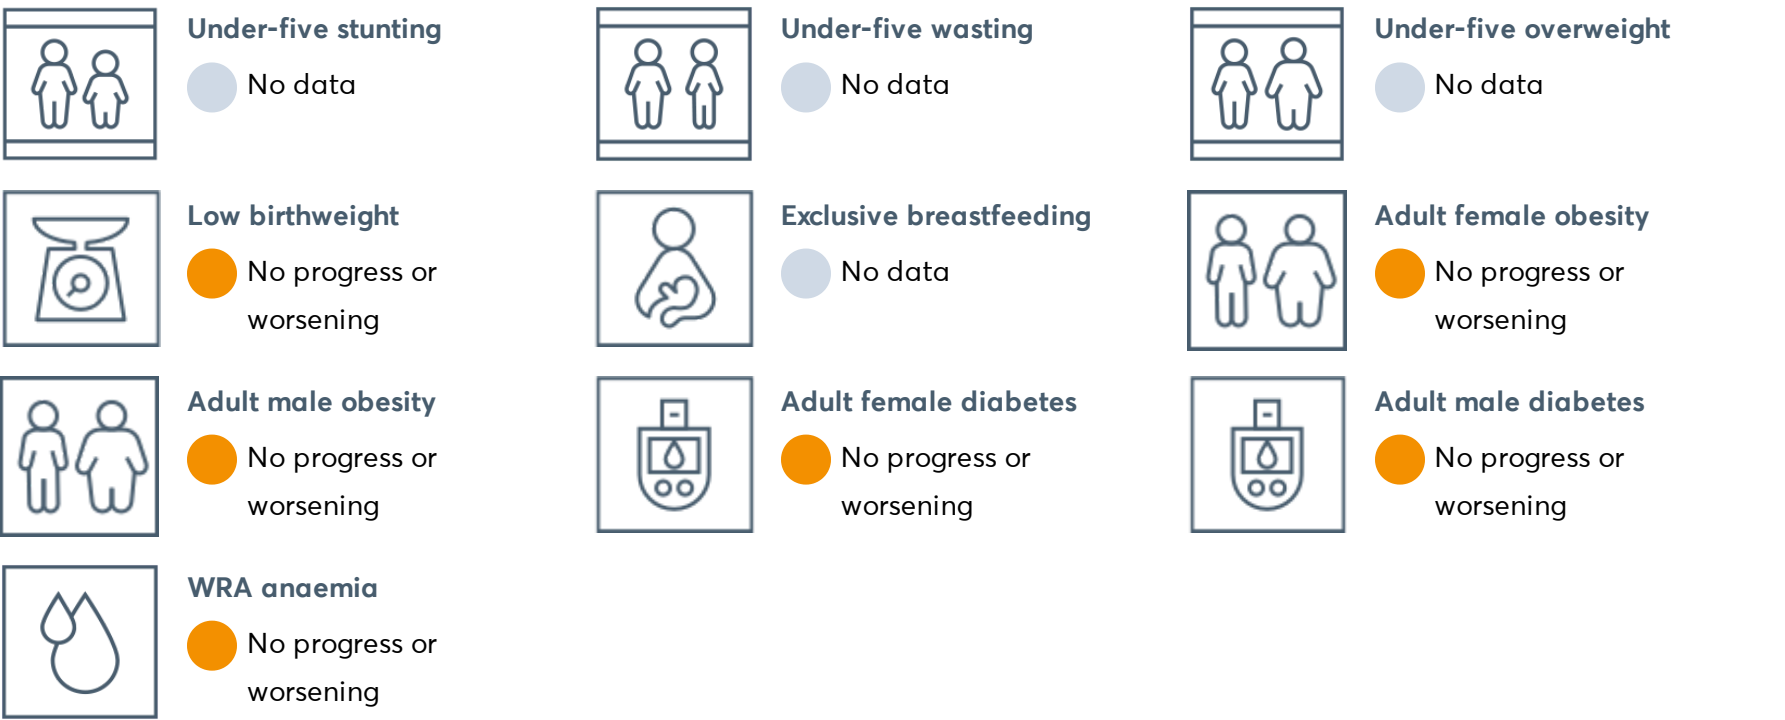 Under-five stunting
No data
Under-five wasting
No data
Under-five overweight
No data
Low birthweight
No progress or
worsening
Exclusive breastfeeding
No data
Adult female obesity
No progress or
worsening
Adult male obesity
No progress or
worsening
Adult female diabetes
No progress or
worsening
Adult male diabetes
No progress or
worsening
WRA anaemia
No progress or
worsening